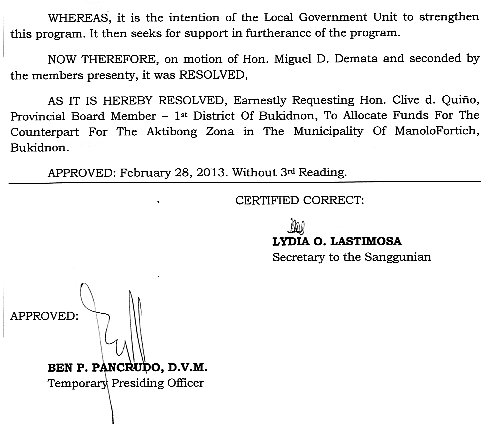 WHEREAS, it is the intention of the Local Government Unit to strengthen
this program. It then seeks for support in furtherance of the program.
NOW THEREFORE, on motion of Hon. Miguel D. Demata and seconded by
the members presenty, it was RESOLVED,
AS IT IS HEREBY RESOLVED, Earnestly Requesting Hon. Clive d. Quiño,
Provincial Board Member – 1st District Of Bukidnon, To Allocate Funds For The
Counterpart For The Aktibong Zona in The Municipality Of ManoloFortich,
Bukidnon.
APPROVED: February 28, 2013. Without 3rd Reading.
CERTIFIED CORRECT:
LYDIA O. LASTIMOSA
Secretary to the Sanggunian
APPROVED:
BEN P. PANCRUDO, D.V.M.
Temporary Presiding Officer